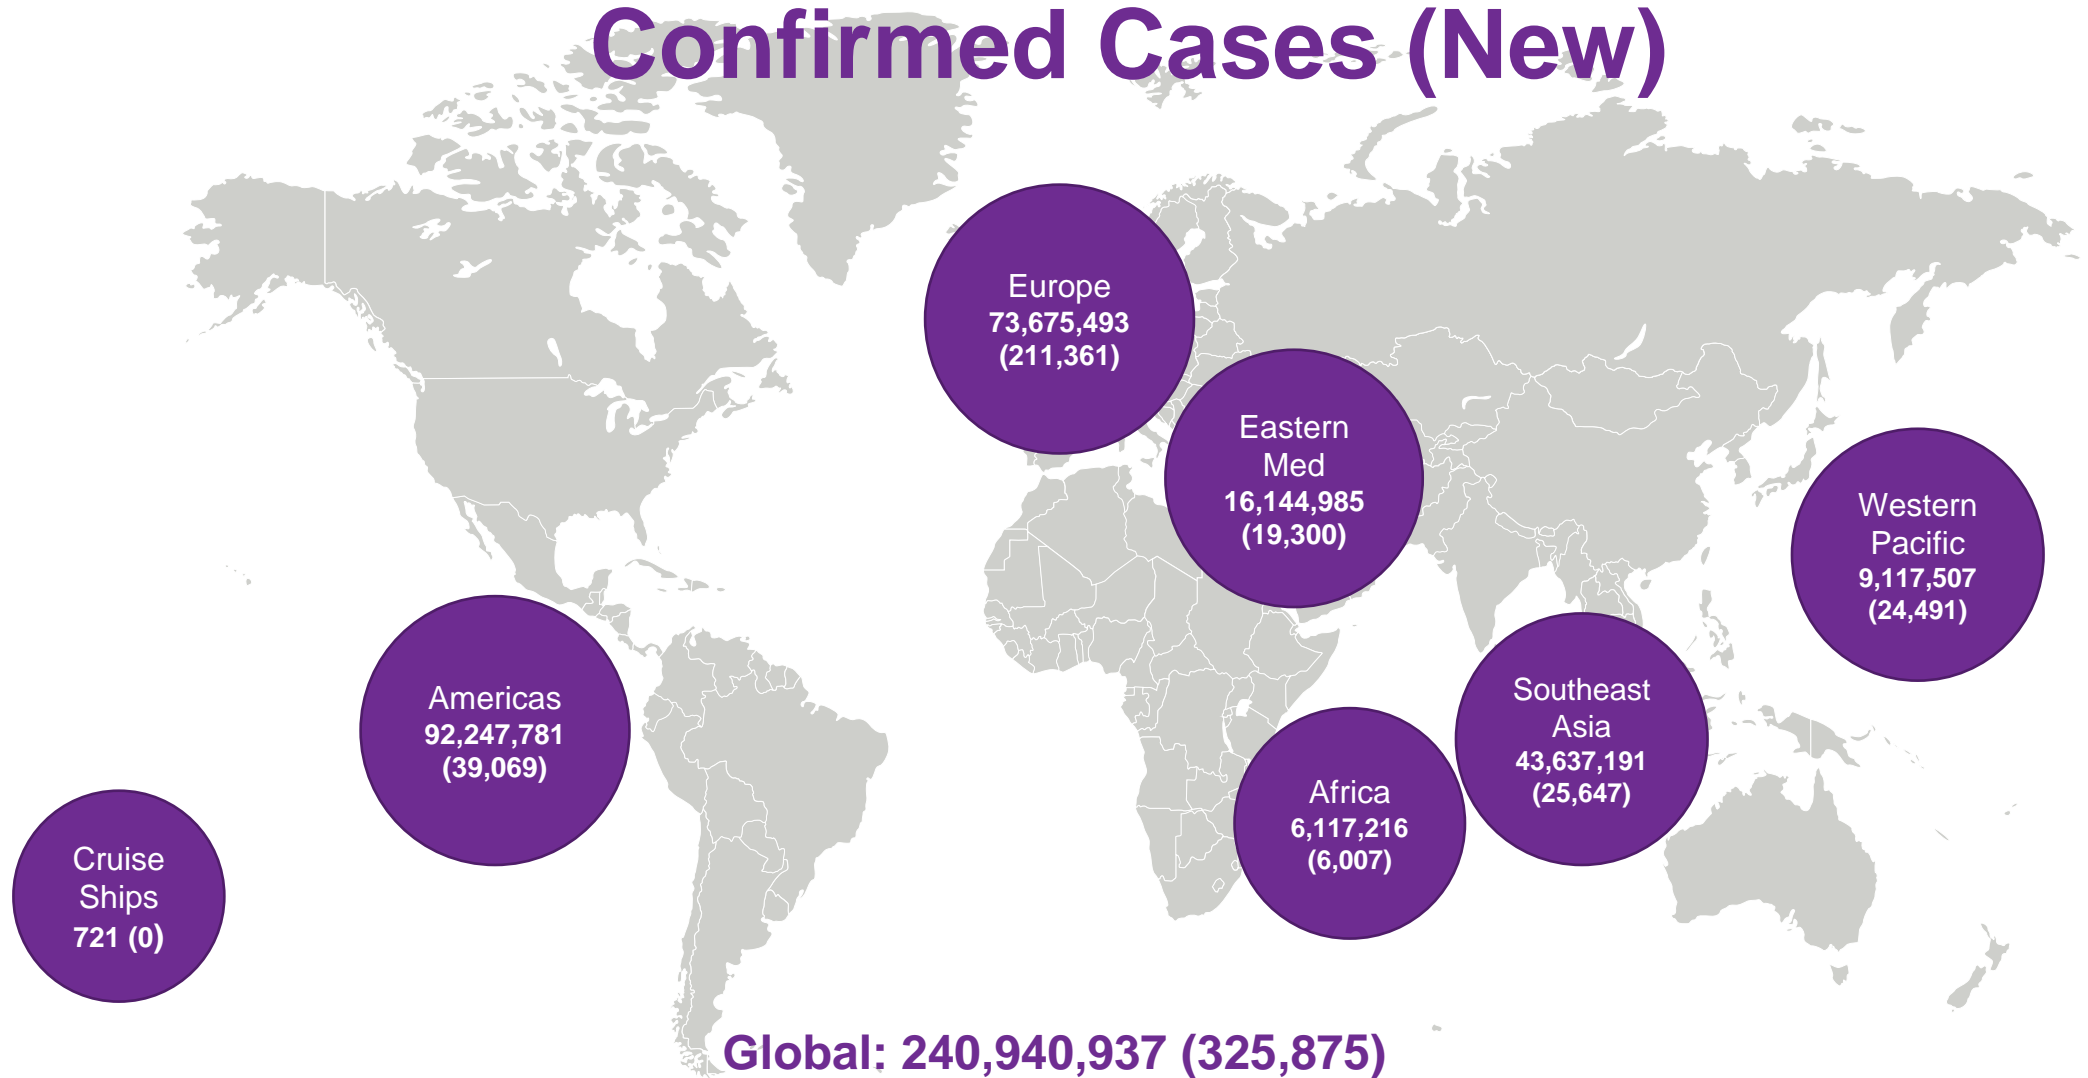 Confirmed Cases (New)
Europe
73,675,493
(211,361)
Eastern
Med
16,144,985
(19,300)
Western
Pacific
9,117,507
(24,491)
Americas
92,247,781
(39,069)
Southeast
Asia
43,637,191
(25,647)
Africa
6,117,216
(6,007)
Cruise
Ships
721 (0)
Global: 240,940,937 (325,875)